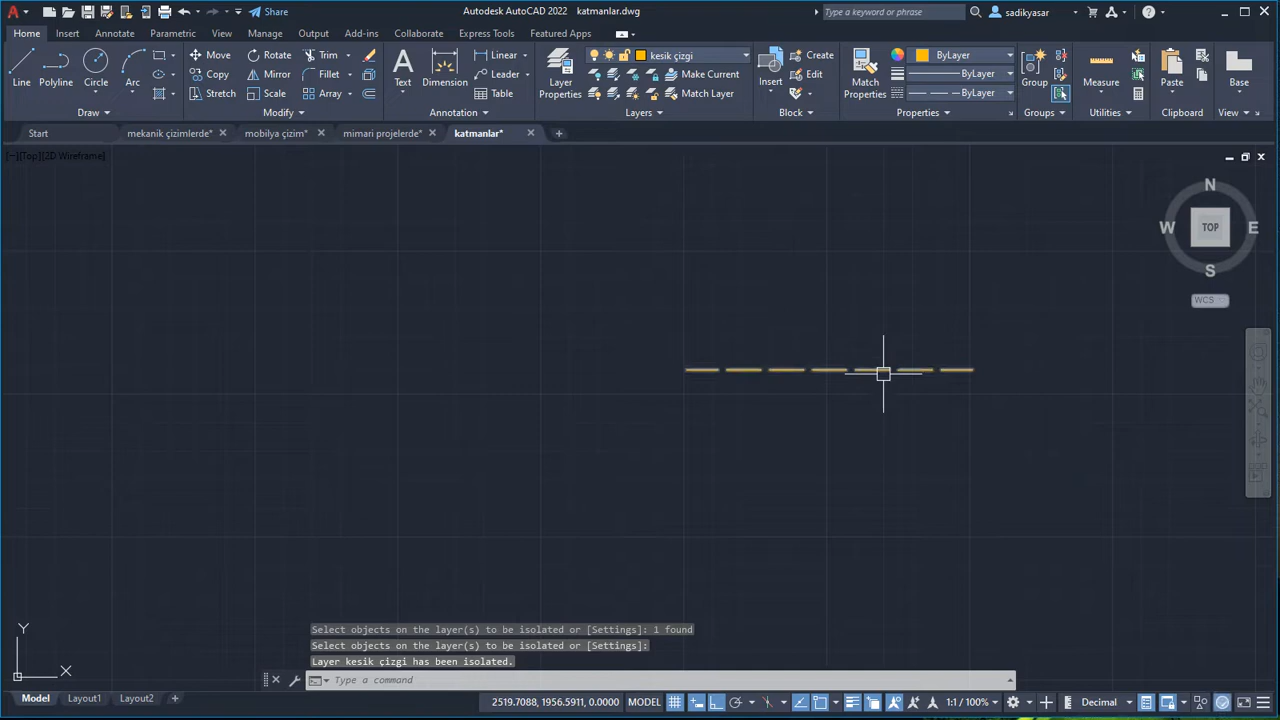 Share
Autodesk AutoCAD 2022 katmanlar.dwg
Type a keyword or phrase
sadikyasar
Home Insert Annotate Parametric View Manage Output Add-ins Collaborate Express Tools Featured Apps
Line Polyline Circle Arc
Move Rotate Trim
Copy Mirror Fillet
Stretch Scale Array
Text Dimension
Linear
Leader
Table
Layer Properties
kesik çizgi
Make Current
Match Layer
Insert
Create
Edit
Match Properties
ByLayer
ByLayer
ByLayer
Group
Measure
Paste
Base
Draw Modify Annotation Layers Block Properties Groups Utilities Clipboard View
Start mekanik çizimlerde* mobilya çizim* mimari projelerde* katmanlar*
[−][Top][2D Wireframe]
N
W TOP E
S
WCS
Y
X
Select objects on the layer(s) to be isolated or [Settings]: 1 found
Select objects on the layer(s) to be isolated or [Settings]:
Layer kesik çizgi has been isolated.
Type a command
Model Layout1 Layout2
2519.7088, 1956.5911, 0.0000 MODEL 1:1 / 100% Decimal